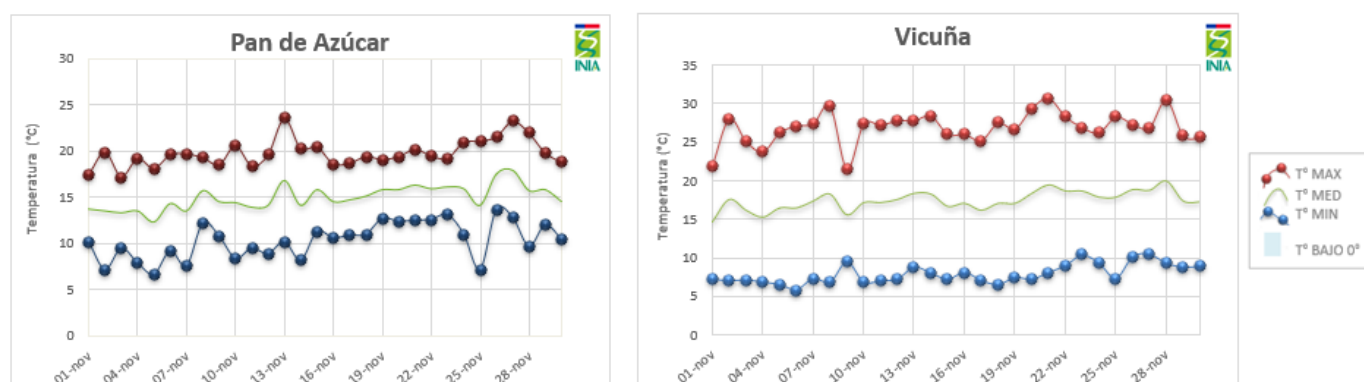 Pan de Azúcar
INIA
Temperatura (°C)
30
25
20
15
10
5
0
01-nov
04-nov
07-nov
10-nov
13-nov
16-nov
19-nov
22-nov
25-nov
28-nov
Vicuña
INIA
Temperatura (°C)
35
30
25
20
15
10
5
0
01-nov
04-nov
07-nov
10-nov
13-nov
16-nov
19-nov
22-nov
25-nov
28-nov
T° MAX
T° MED
T° MIN
T° BAJO 0°